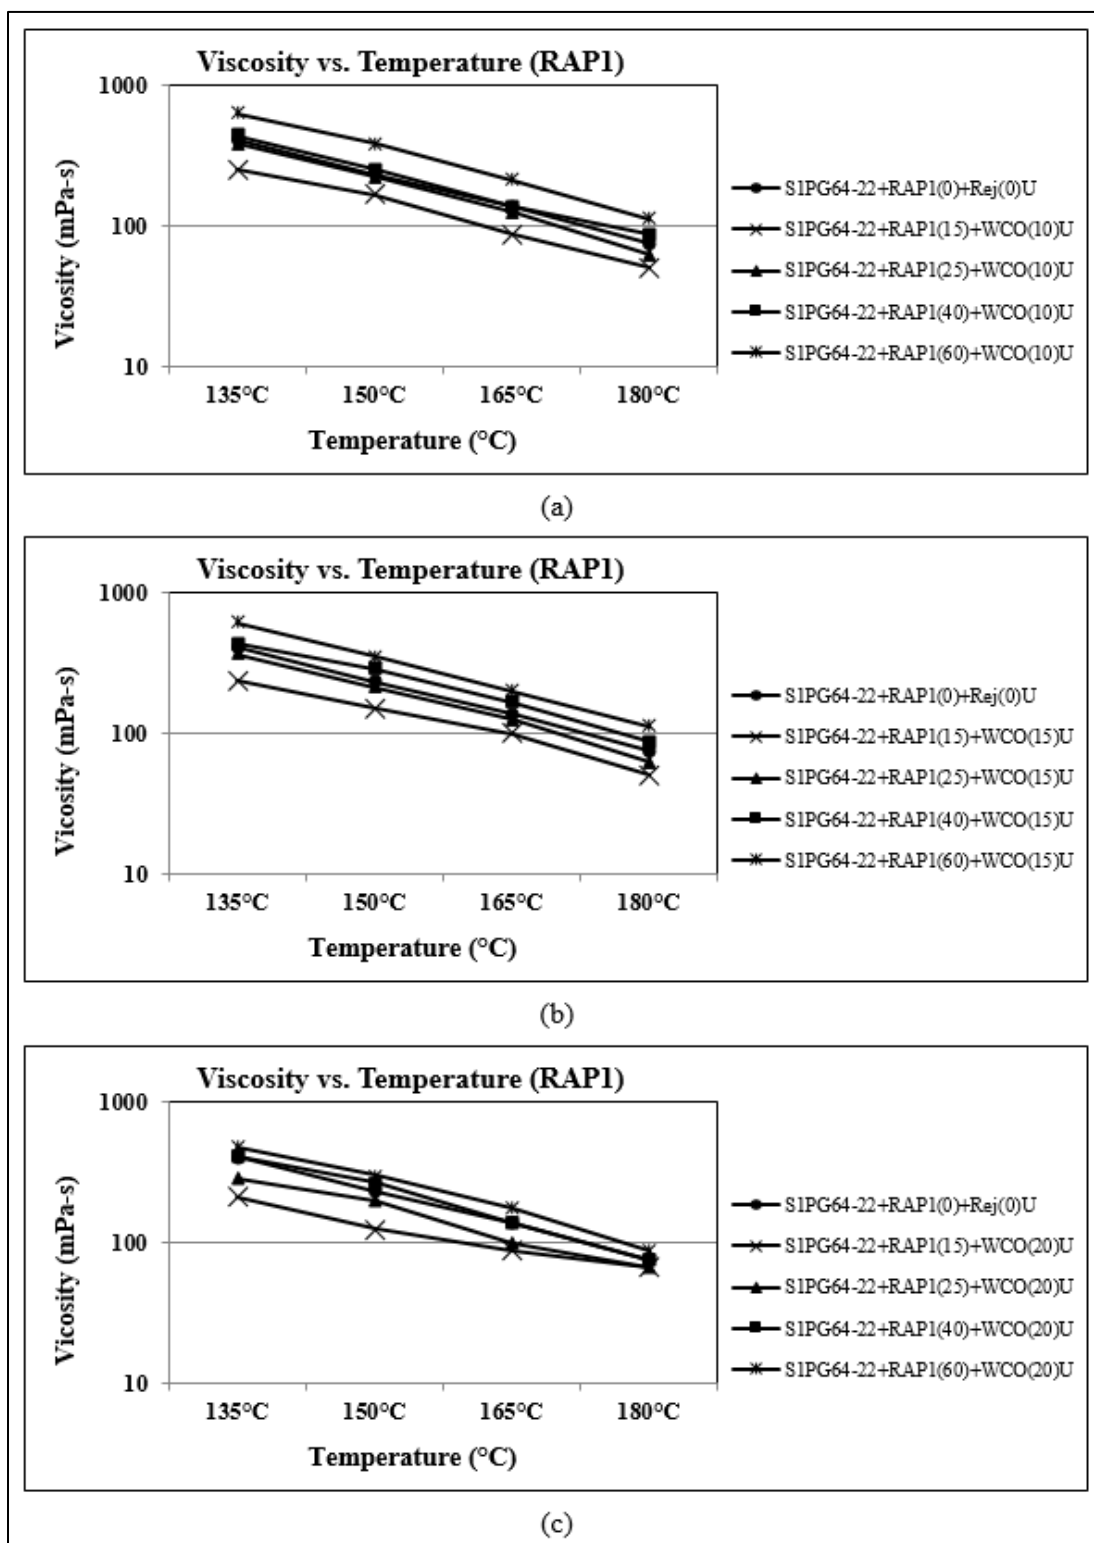 Viscosity vs. Temperature (RAP1)
1000
100
10
Vicosity (mPa-s)
135°C 150°C 165°C 180°C
Temperature (°C)
S1PG64-22+RAP1(0)+Rej(0)U
S1PG64-22+RAP1(15)+WCO(10)U
S1PG64-22+RAP1(25)+WCO(10)U
S1PG64-22+RAP1(40)+WCO(10)U
S1PG64-22+RAP1(60)+WCO(10)U
(a)
Viscosity vs. Temperature (RAP1)
1000
100
10
Vicosity (mPa-s)
135°C 150°C 165°C 180°C
Temperature (°C)
S1PG64-22+RAP1(0)+Rej(0)U
S1PG64-22+RAP1(15)+WCO(15)U
S1PG64-22+RAP1(25)+WCO(15)U
S1PG64-22+RAP1(40)+WCO(15)U
S1PG64-22+RAP1(60)+WCO(15)U
(b)
Viscosity vs. Temperature (RAP1)
1000
100
10
Vicosity (mPa-s)
135°C 150°C 165°C 180°C
Temperature (°C)
S1PG64-22+RAP1(0)+Rej(0)U
S1PG64-22+RAP1(15)+WCO(20)U
S1PG64-22+RAP1(25)+WCO(20)U
S1PG64-22+RAP1(40)+WCO(20)U
S1PG64-22+RAP1(60)+WCO(20)U
(c)